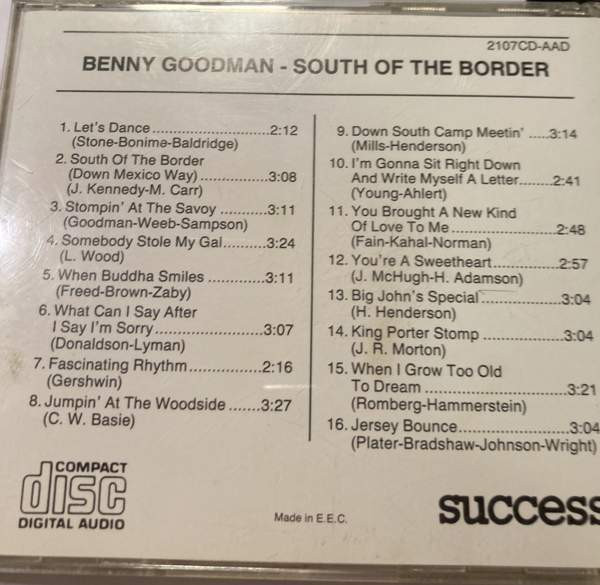 2107CD-AAD
BENNY GOODMAN - SOUTH OF THE BORDER
1. Let's Dance.............................2:12
(Stone-Bonime-Baldridge)
2. South Of The Border
(Down Mexico Way)................3:08
(J. Kennedy-M. Carr)
3. Stompin' At The Savoy ...........3:11
(Goodman-Weeb-Sampson)
4. Somebody Stole My Gal..........3:24
(L. Wood)
5. When Buddha Smiles ..............3:11
(Freed-Brown-Zaby)
6. What Can I Say After
I Say I'm Sorry..........................3:07
(Donaldson-Lyman)
7. Fascinating Rhythm.................2:16
(Gershwin)
8. Jumpin' At The Woodside .......3:27
(C. W. Basie)
9. Down South Camp Meetin' .....3:14
(Mills-Henderson)
10. I'm Gonna Sit Right Down
And Write Myself A Letter........2:41
(Young-Ahlert)
11. You Brought A New Kind
Of Love To Me.........................2:48
(Fain-Kahal-Norman)
12. You're A Sweetheart................2:57
(J. McHugh-H. Adamson)
13. Big John's Special...................3:04
(H. Henderson)
14. King Porter Stomp ...................3:04
(J. R. Morton)
15. When I Grow Too Old
To Dream ................................3:21
(Romberg-Hammerstein)
16. Jersey Bounce.........................3:04
(Plater-Bradshaw-Johnson-Wright)
COMPACT
disc
DIGITAL AUDIO
Made in E.E.C.
success